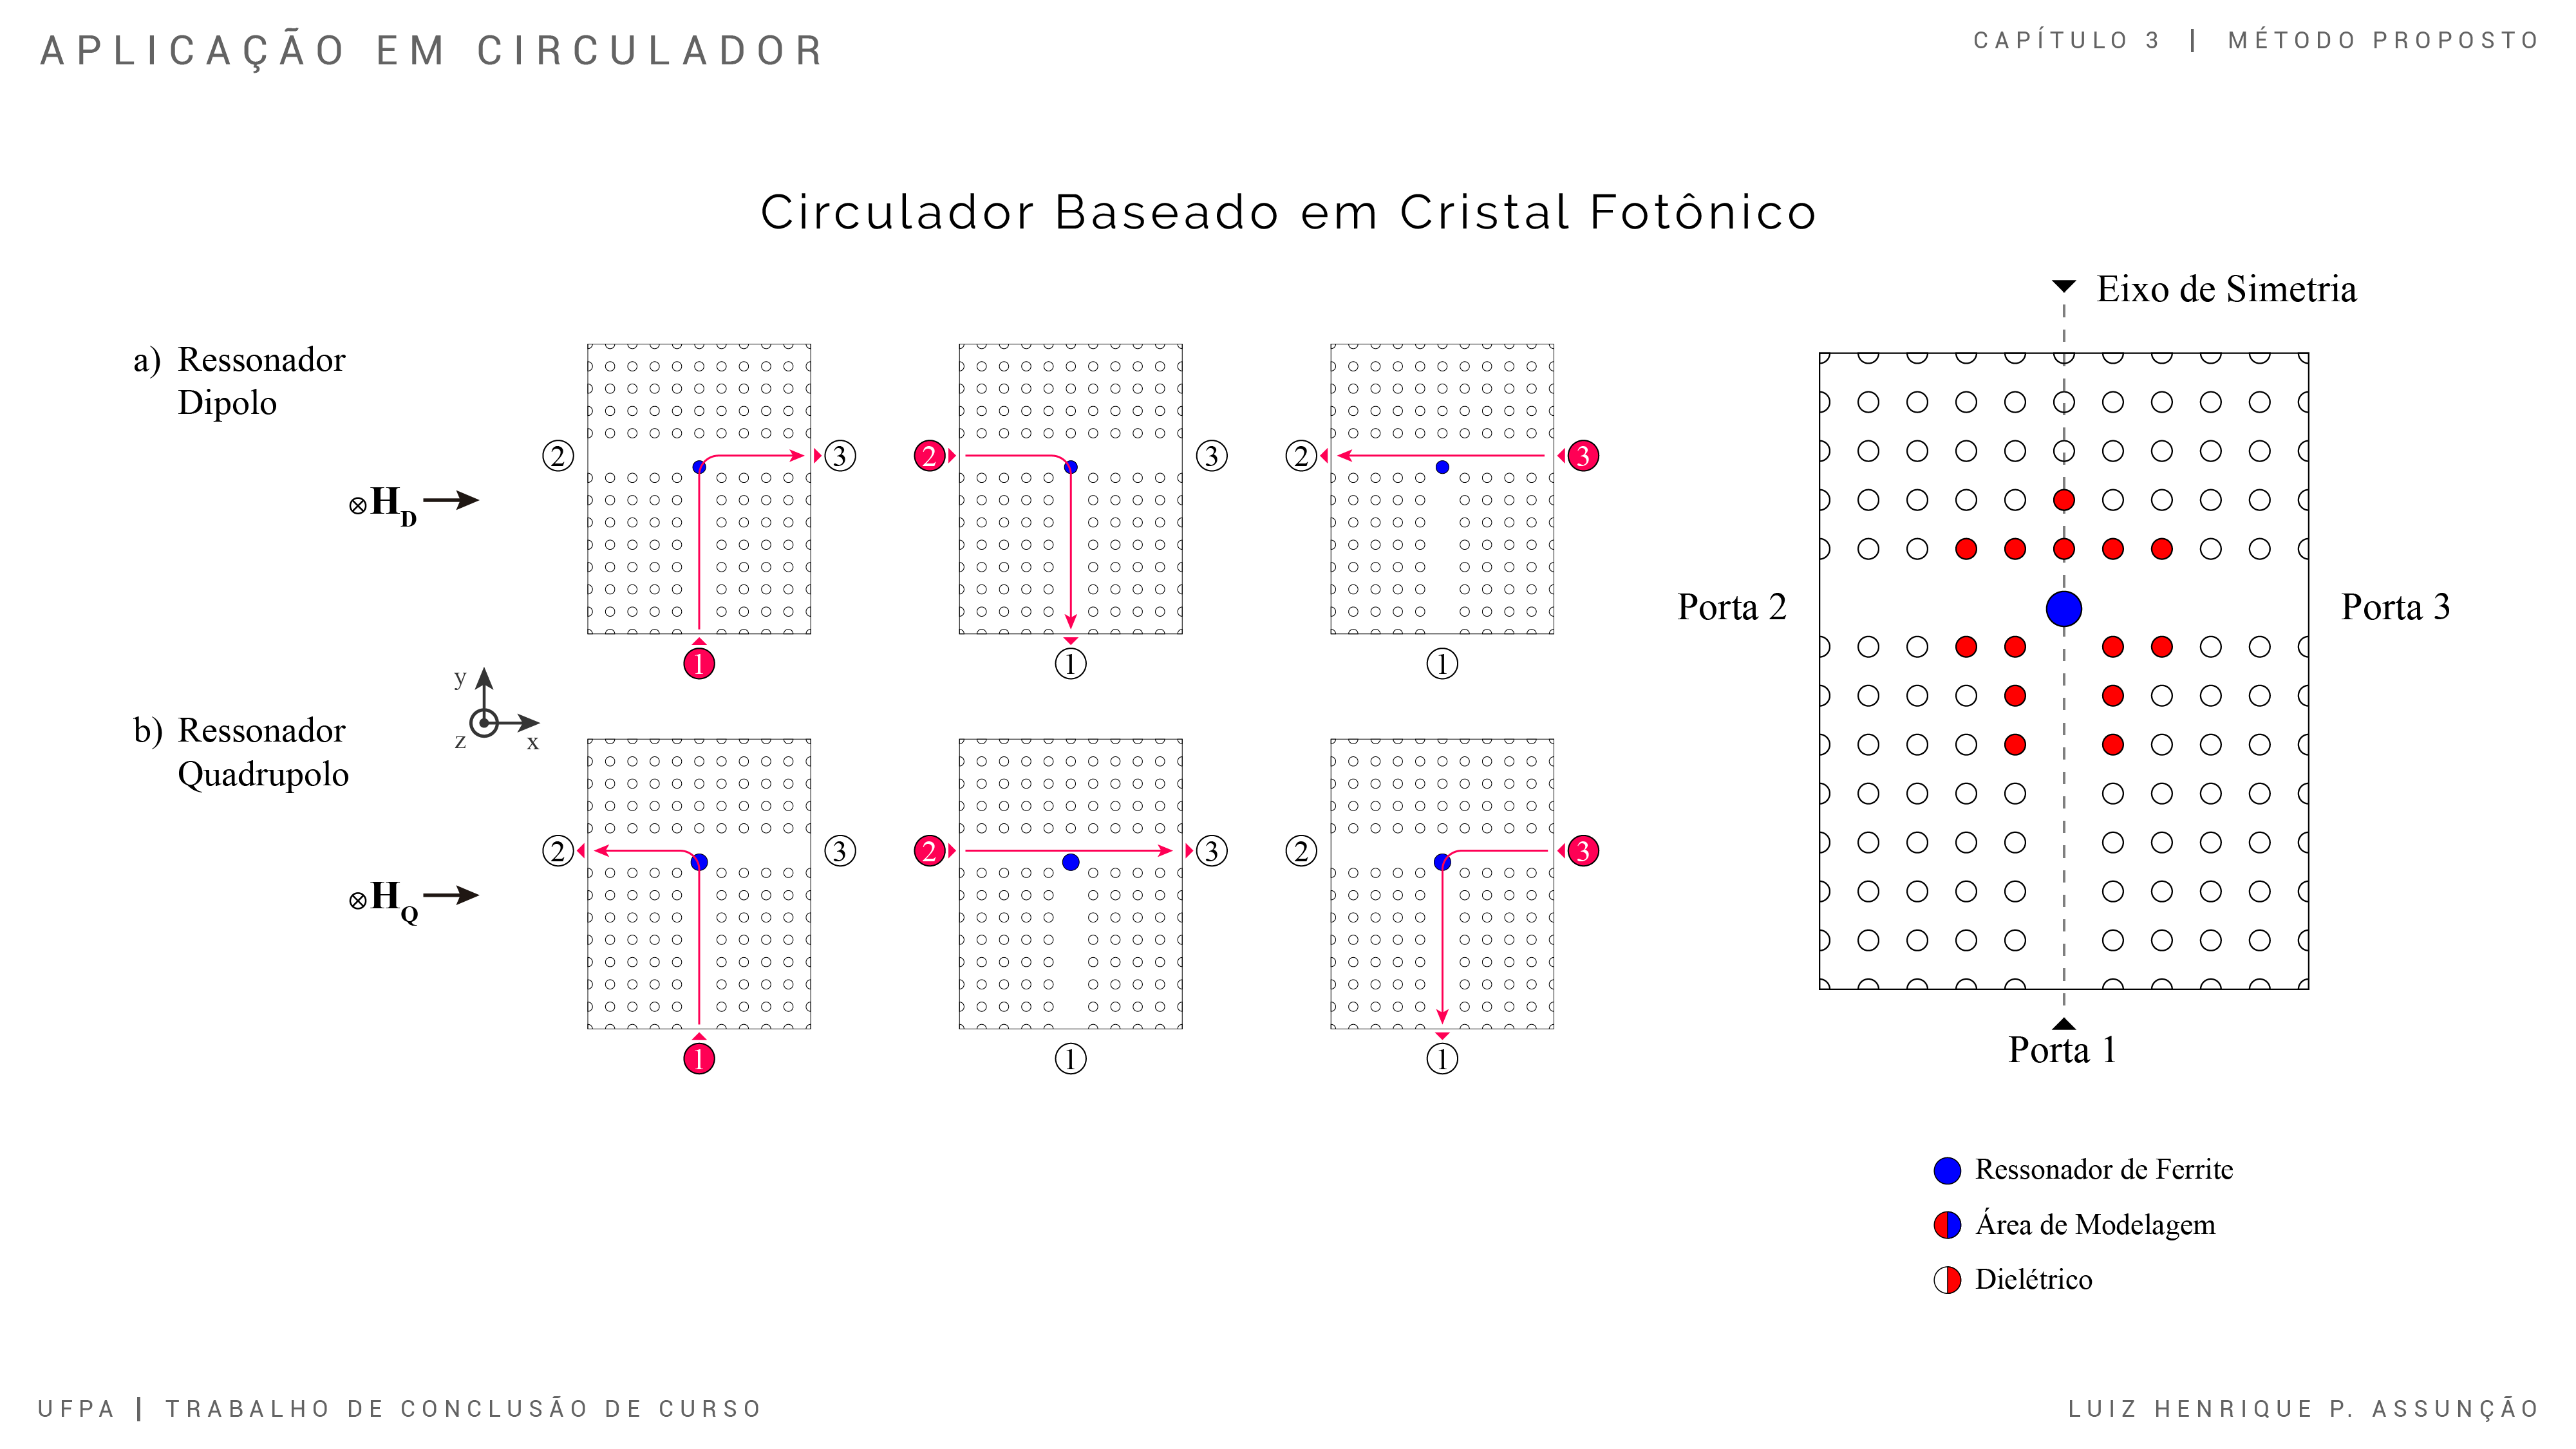 APLICAÇÃO EM CIRCULADOR
CAPÍTULO 3 | MÉTODO PROPOSTO
Circulador Baseado em Cristal Fotônico
a) Ressonador
Dipolo
⊗H_D
2
3
1
2
3
1
2
3
1
y
z
x
b) Ressonador
Quadrupolo
⊗H_Q
2
3
1
2
3
1
2
3
1
Eixo de Simetria
Porta 2
Porta 3
Porta 1
Ressonador de Ferrite
Área de Modelagem
Dielétrico
UFPA | TRABALHO DE CONCLUSÃO DE CURSO
LUIZ HENRIQUE P. ASSUNÇÃO